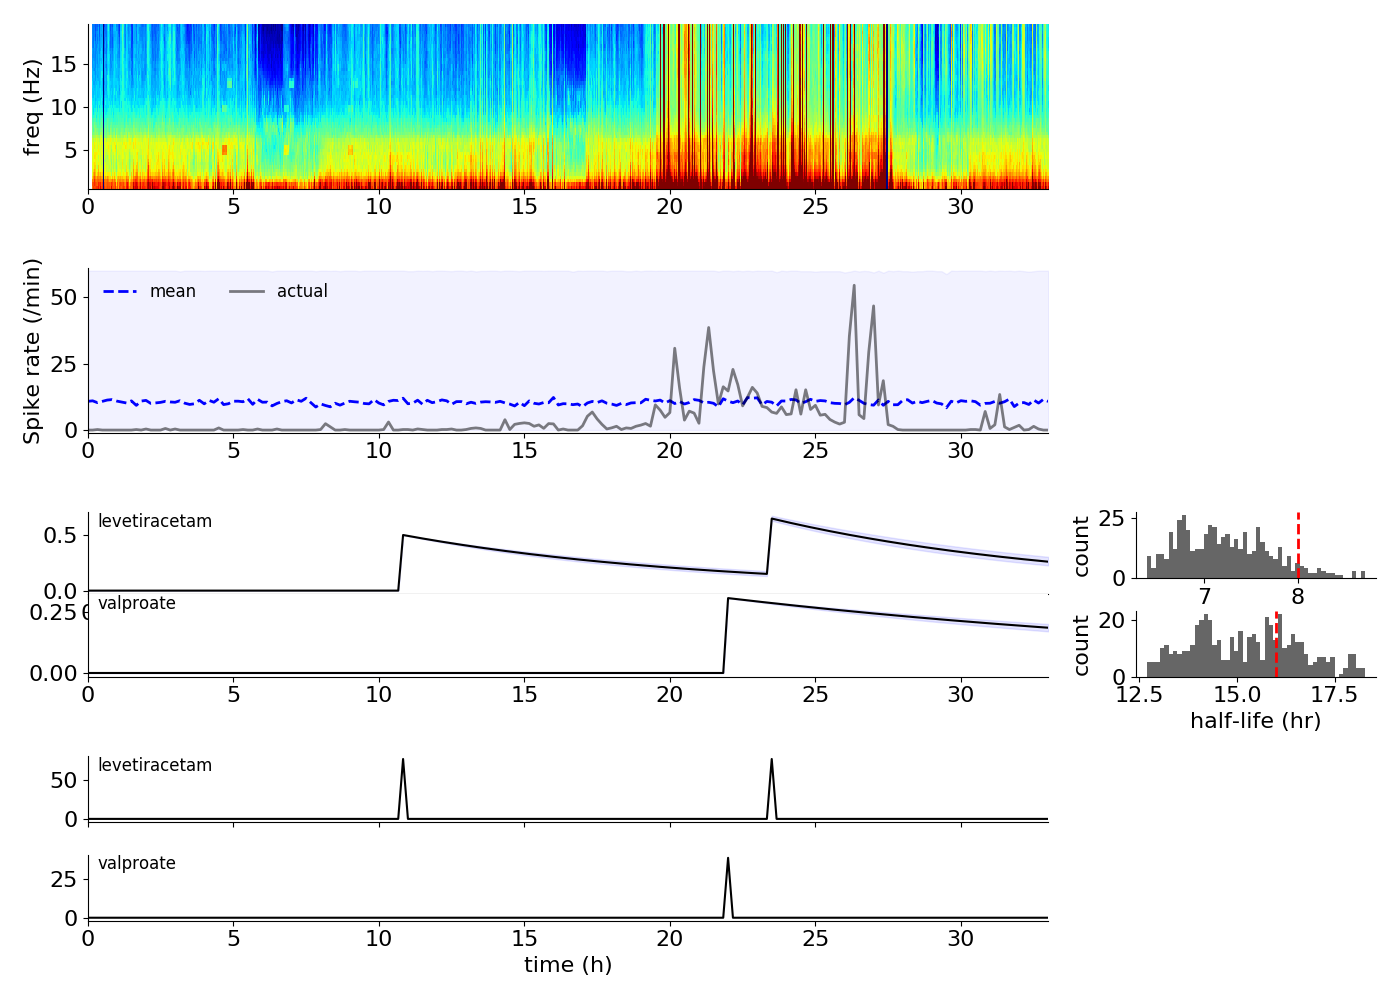 freq (Hz)
15
10
5
0 5 10 15 20 25 30
Spike rate (/min)
50
25
0
mean actual
0 5 10 15 20 25 30
levetiracetam
0.5
0.0
valproate
0.25
0.00
0 5 10 15 20 25 30
count
25
0
7 8
count
20
0
12.5 15.0 17.5
half-life (hr)
levetiracetam
50
0
valproate
25
0
0 5 10 15 20 25 30
time (h)